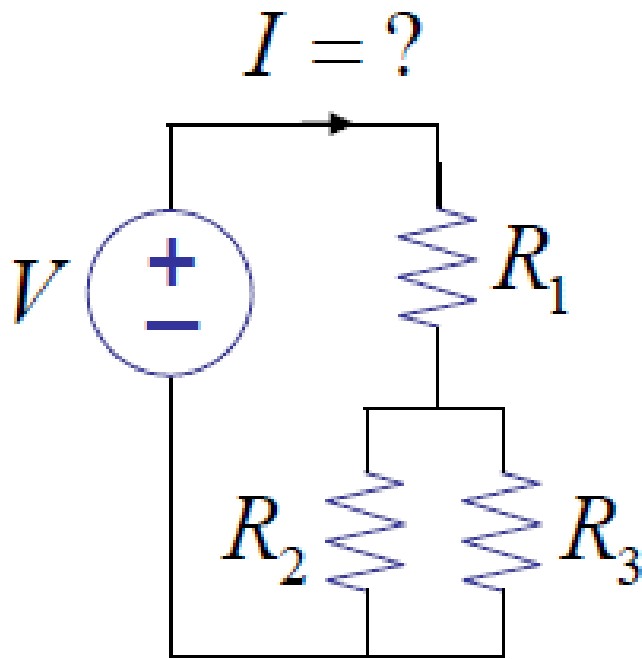 I = ?
V
+
−
R₁
R₂
R₃